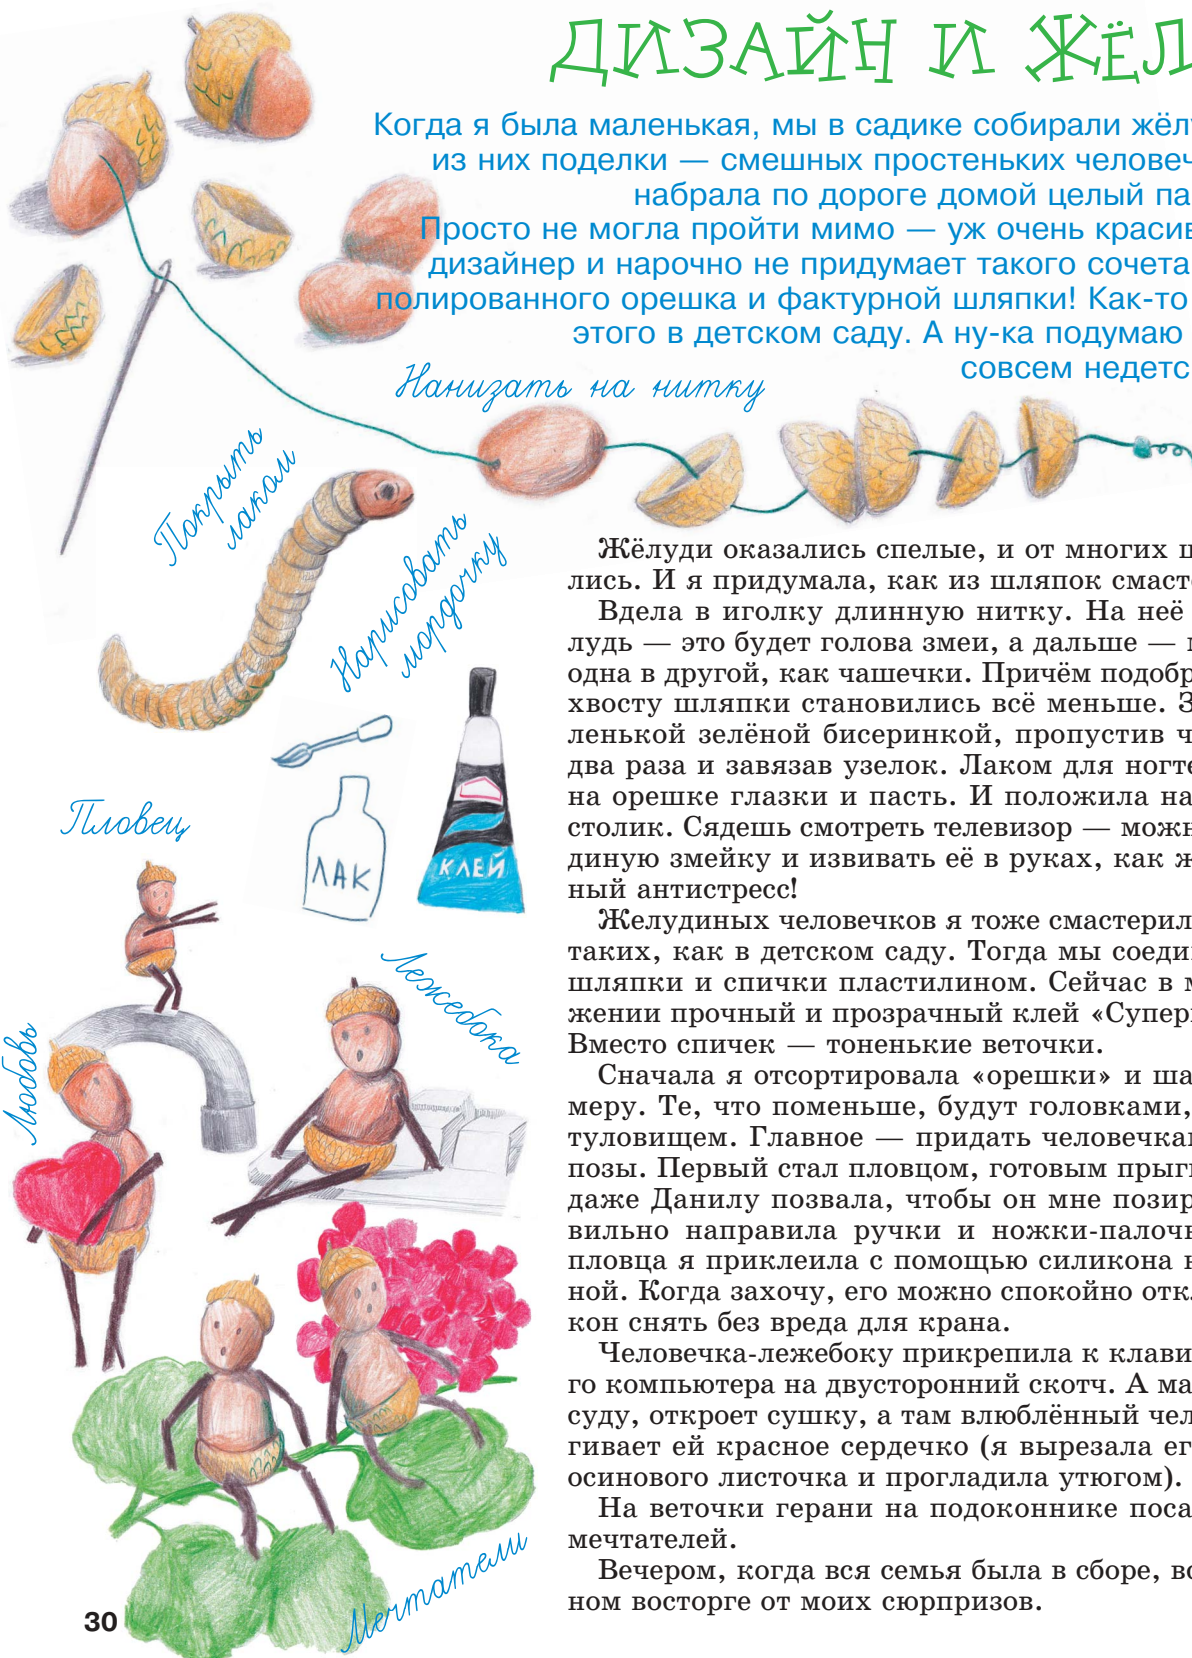 ДИЗАЙН И ЖЁЛ
Когда я была маленькая, мы в садике собирали жёлу
из них поделки — смешных простеньких человеч
набрала по дороге домой целый па
Просто не могла пройти мимо — уж очень красив
дизайнер и нарочно не придумает такого сочета
полированного орешка и фактурной шляпки! Как-то
этого в детском саду. А ну-ка подумаю
совсем недетс
Нанизать на нитку
Покрыть
лаком
Нарисовать
мордочку
ЛАК
КЛЕЙ
Пловец
Лежебока
Любовь
Мечтатели
Жёлуди оказались спелые, и от многих ш
лись. И я придумала, как из шляпок смаст
Вдела в иголку длинную нитку. На неё
лудь — это будет голова змеи, а дальше —
одна в другой, как чашечки. Причём подобр
хвосту шляпки становились всё меньше. З
ленькой зелёной бисеринкой, пропустив ч
два раза и завязав узелок. Лаком для ногте
на орешке глазки и пасть. И положила на
столик. Сядешь смотреть телевизор — можн
диную змейку и извивать её в руках, как ж
ный антистресс!
Желудиных человечков я тоже смастерил
таких, как в детском саду. Тогда мы соеди
шляпки и спички пластилином. Сейчас в м
жении прочный и прозрачный клей «Супер
Вместо спичек — тоненькие веточки.
Сначала я отсортировала «орешки» и ша
меру. Те, что поменьше, будут головками,
туловищем. Главное — придать человечка
позы. Первый стал пловцом, готовым прыг
даже Данилу позвала, чтобы он мне позир
вильно направила ручки и ножки-палочк
пловца я приклеила с помощью силикона н
ной. Когда захочу, его можно спокойно отк
кон снять без вреда для крана.
Человечка-лежебоку прикрепила к клави
го компьютера на двусторонний скотч. А ма
суду, откроет сушку, а там влюблённый чел
гивает ей красное сердечко (я вырезала ег
осинового листочка и прогладила утюгом).
На веточки герани на подоконнике поса
мечтателей.
Вечером, когда вся семья была в сборе, во
ном восторге от моих сюрпризов.
30